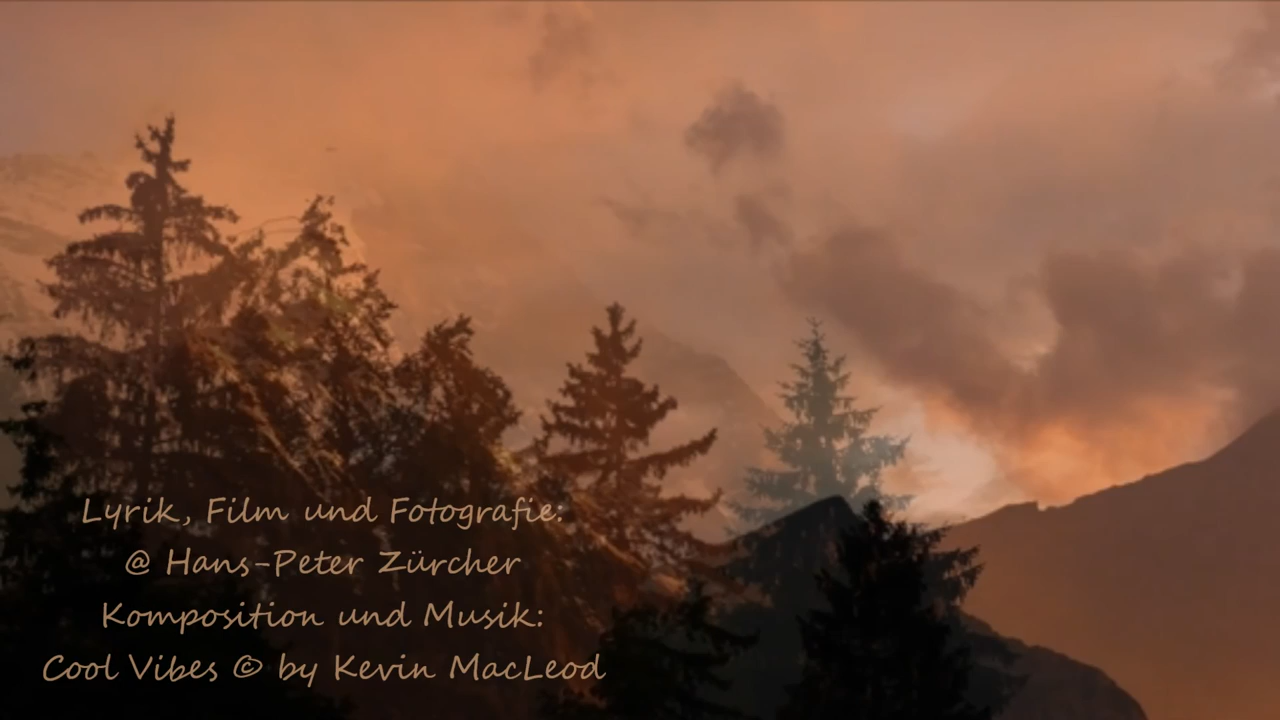 Lyrik, Film und Fotografie:
@ Hans-Peter Zürcher
Komposition und Musik:
Cool Vibes © by Kevin MacLeod